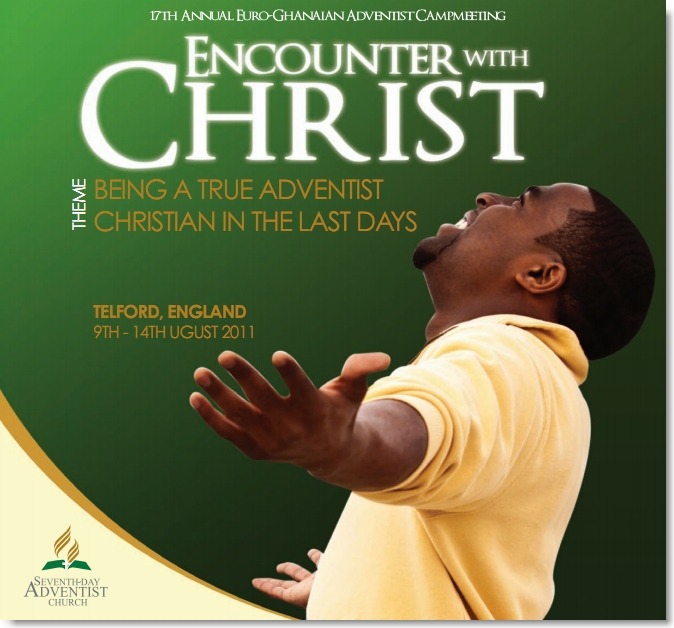 17TH ANNUAL EURO-GHANAIAN ADVENTIST CAMPMEETING
ENCOUNTER WITH
CHRIST
THEME
BEING A TRUE ADVENTIST
CHRISTIAN IN THE LAST DAYS
TELFORD, ENGLAND
9TH - 14TH UGUST 2011
SEVENTH-DAY
ADVENTIST
CHURCH